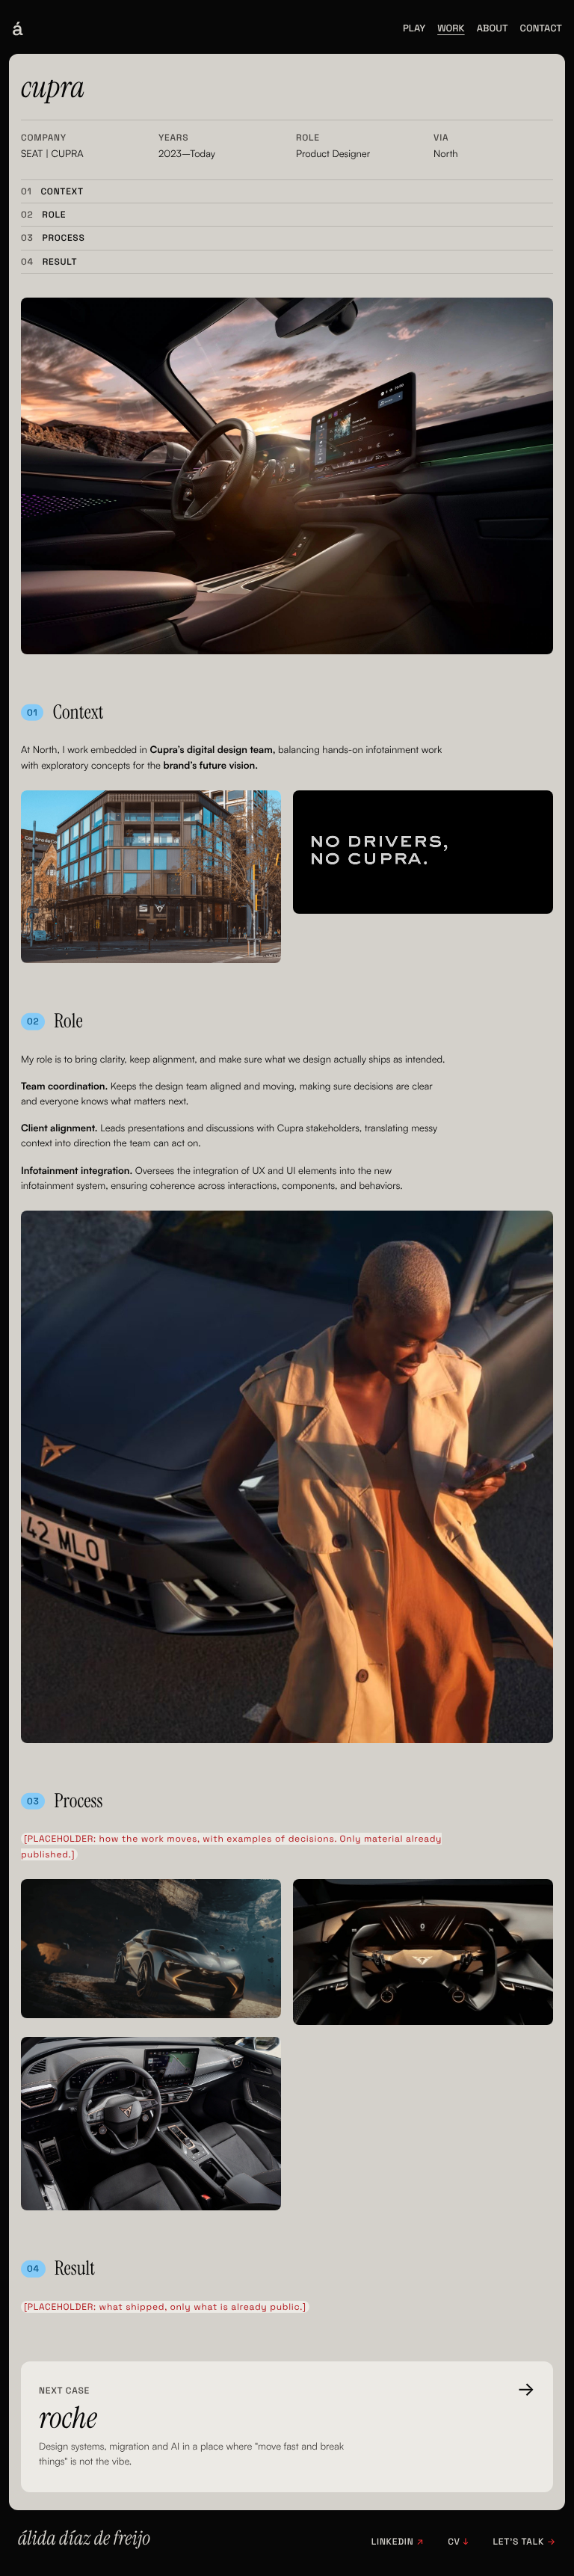 á
PLAY WORK ABOUT CONTACT
cupra
COMPANY YEARS ROLE VIA
SEAT | CUPRA 2023—Today Product Designer North
01 CONTEXT
02 ROLE
03 PROCESS
04 RESULT
01 Context
At North, I work embedded in Cupra's digital design team, balancing hands-on infotainment work
with exploratory concepts for the brand's future vision.
NO DRIVERS,
NO CUPRA.
02 Role
My role is to bring clarity, keep alignment, and make sure what we design actually ships as intended.
Team coordination. Keeps the design team aligned and moving, making sure decisions are clear
and everyone knows what matters next.
Client alignment. Leads presentations and discussions with Cupra stakeholders, translating messy
context into direction the team can act on.
Infotainment integration. Oversees the integration of UX and UI elements into the new
infotainment system, ensuring coherence across interactions, components, and behaviors.
42 MLO
03 Process
[PLACEHOLDER: how the work moves, with examples of decisions. Only material already
published.]
04 Result
[PLACEHOLDER: what shipped, only what is already public.]
NEXT CASE →
roche
Design systems, migration and AI in a place where "move fast and break
things" is not the vibe.
álida díaz de freijo
LINKEDIN ↗ CV ↓ LET'S TALK →